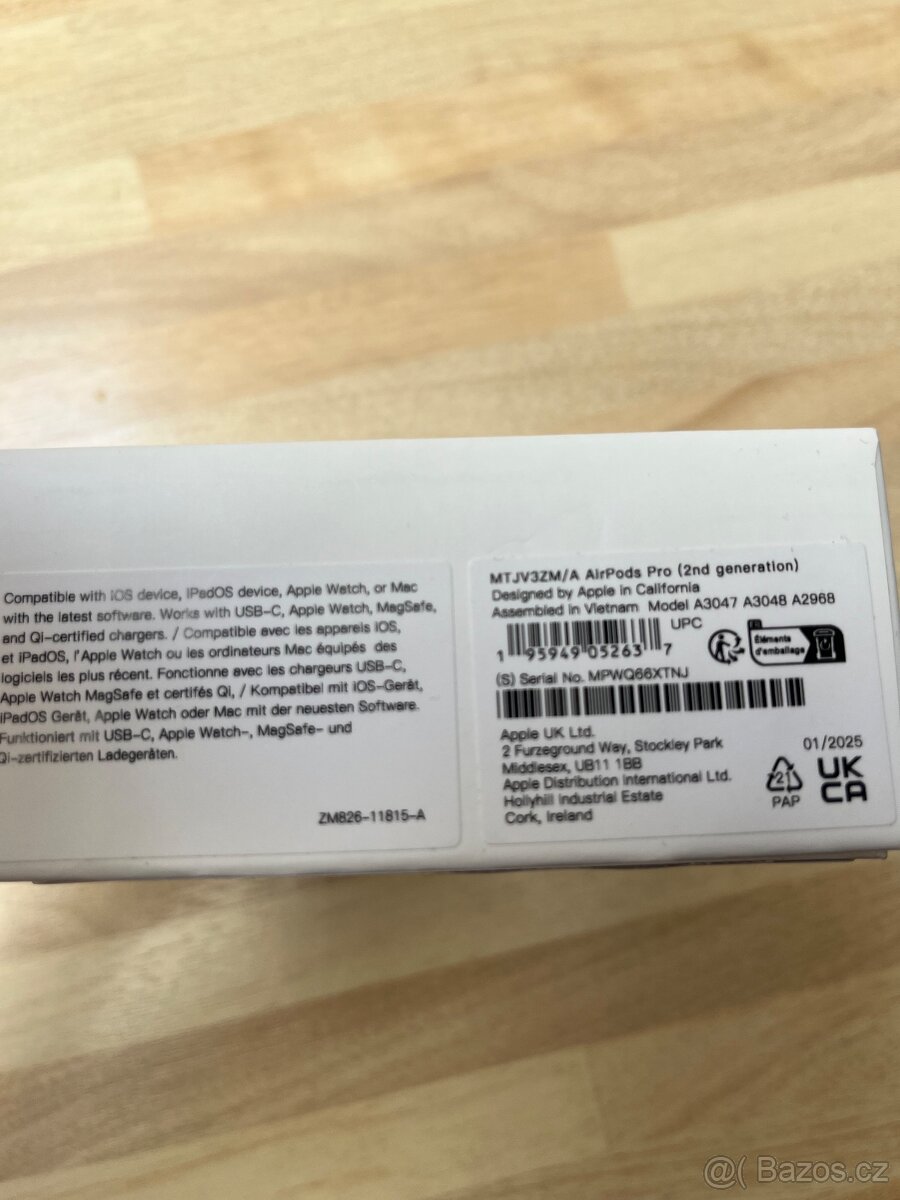 Compatible with iOS device, iPadOS device, Apple Watch, or Mac
with the latest software. Works with USB-C, Apple Watch, MagSafe,
and Qi-certified chargers. / Compatible avec les appareils iOS,
et iPadOS, l'Apple Watch ou les ordinateurs Mac équipés des
logiciels les plus récent. Fonctionne avec les chargeurs USB-C,
Apple Watch MagSafe et certifés Qi, / Kompatibel mit iOS-Gerät,
iPadOS Gerät, Apple Watch oder Mac mit der neuesten Software.
Funktioniert mit USB-C, Apple Watch-, MagSafe- und
Qi-zertifizierten Ladegeräten.
ZM826-11815-A
MTJV3ZM/A AirPods Pro (2nd generation)
Designed by Apple in California
Assembled in Vietnam Model A3047 A3048 A2968
UPC
1 95949 05263 7
FR
Éléments
d'emballage
(S) Serial No. MPWQ66XTNJ
Apple UK Ltd.
2 Furzeground Way, Stockley Park
Middlesex, UB11 1BB
Apple Distribution International Ltd.
Hollyhill Industrial Estate
Cork, Ireland
01/2025
21
PAP
UK
CA
@( Bazos.cz